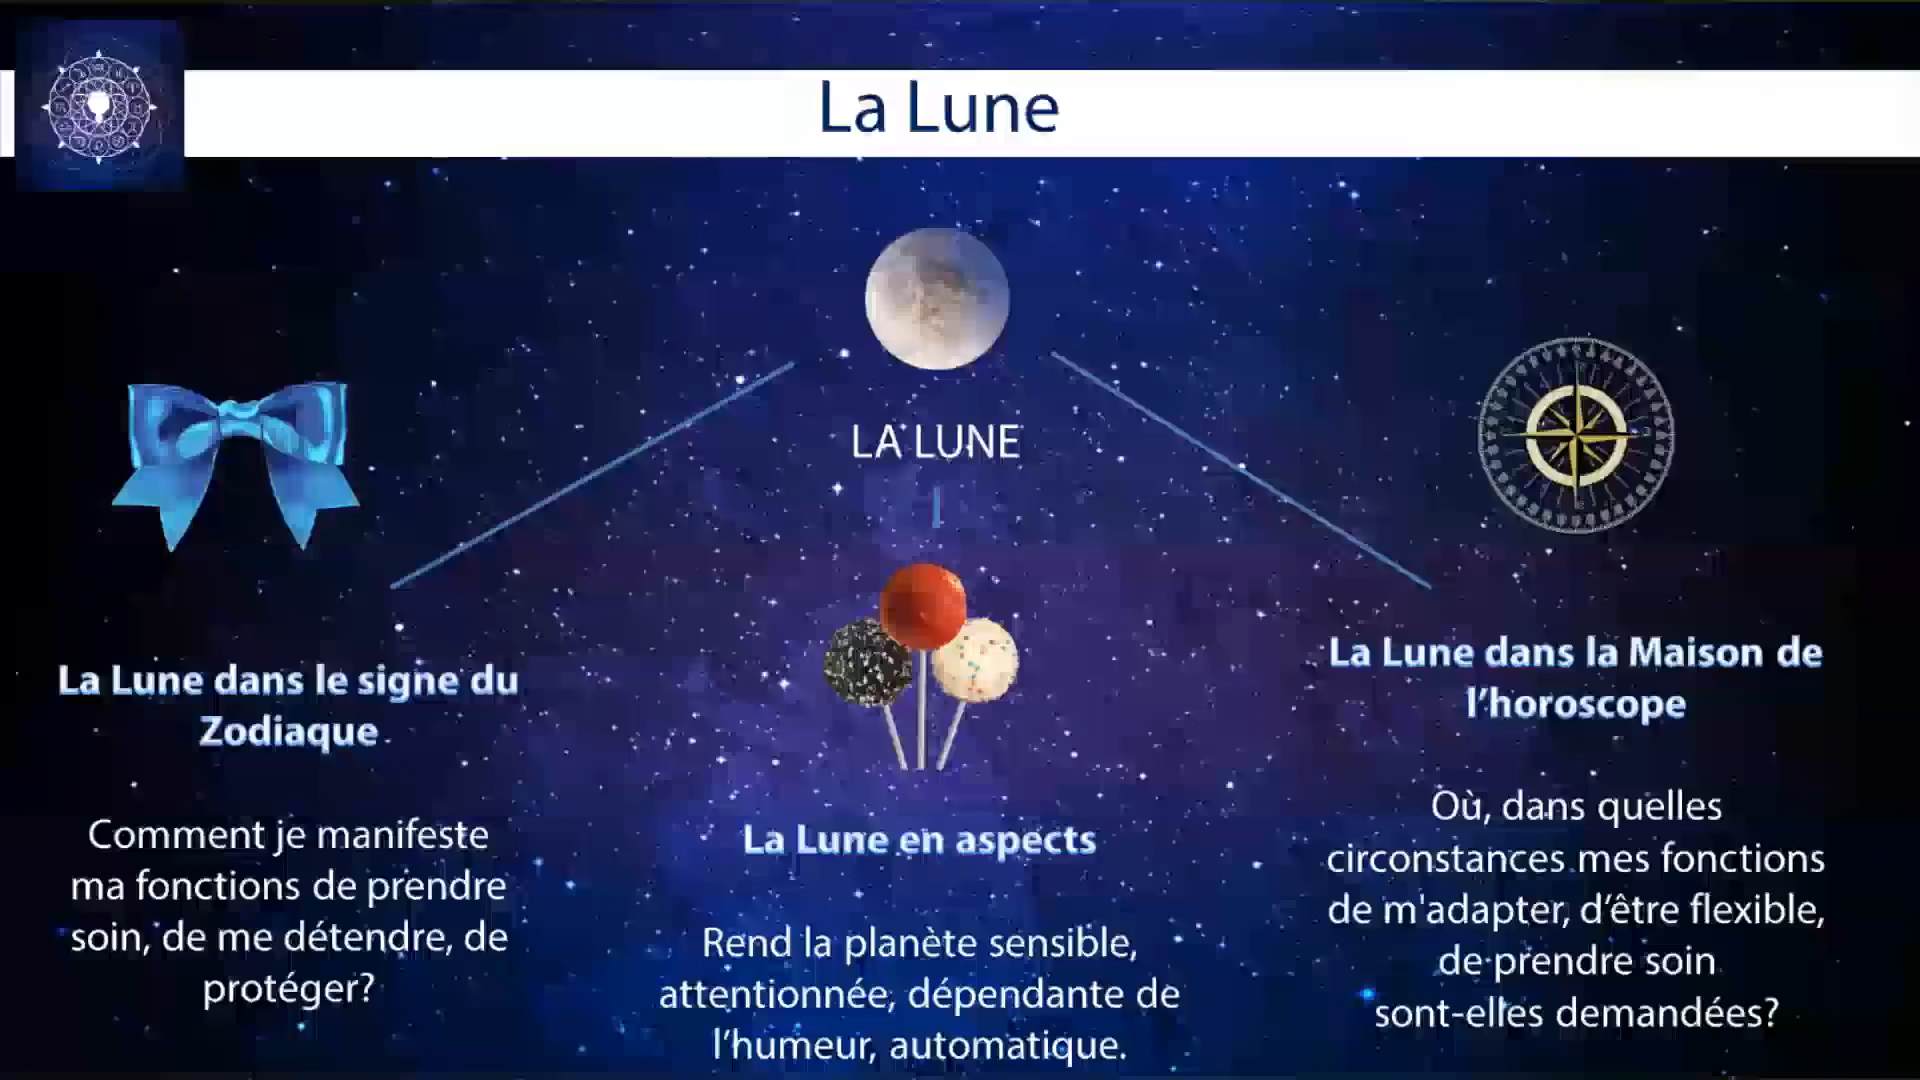 La Lune
LA LUNE
La Lune dans le signe du
Zodiaque
Comment je manifeste
ma fonctions de prendre
soin, de me détendre, de
protéger?
La Lune en aspects
Rend la planète sensible,
attentionnée, dépendante de
l’humeur, automatique.
La Lune dans la Maison de
l’horoscope
Où, dans quelles
circonstances mes fonctions
de m'adapter, d’être flexible,
de prendre soin
sont-elles demandées?